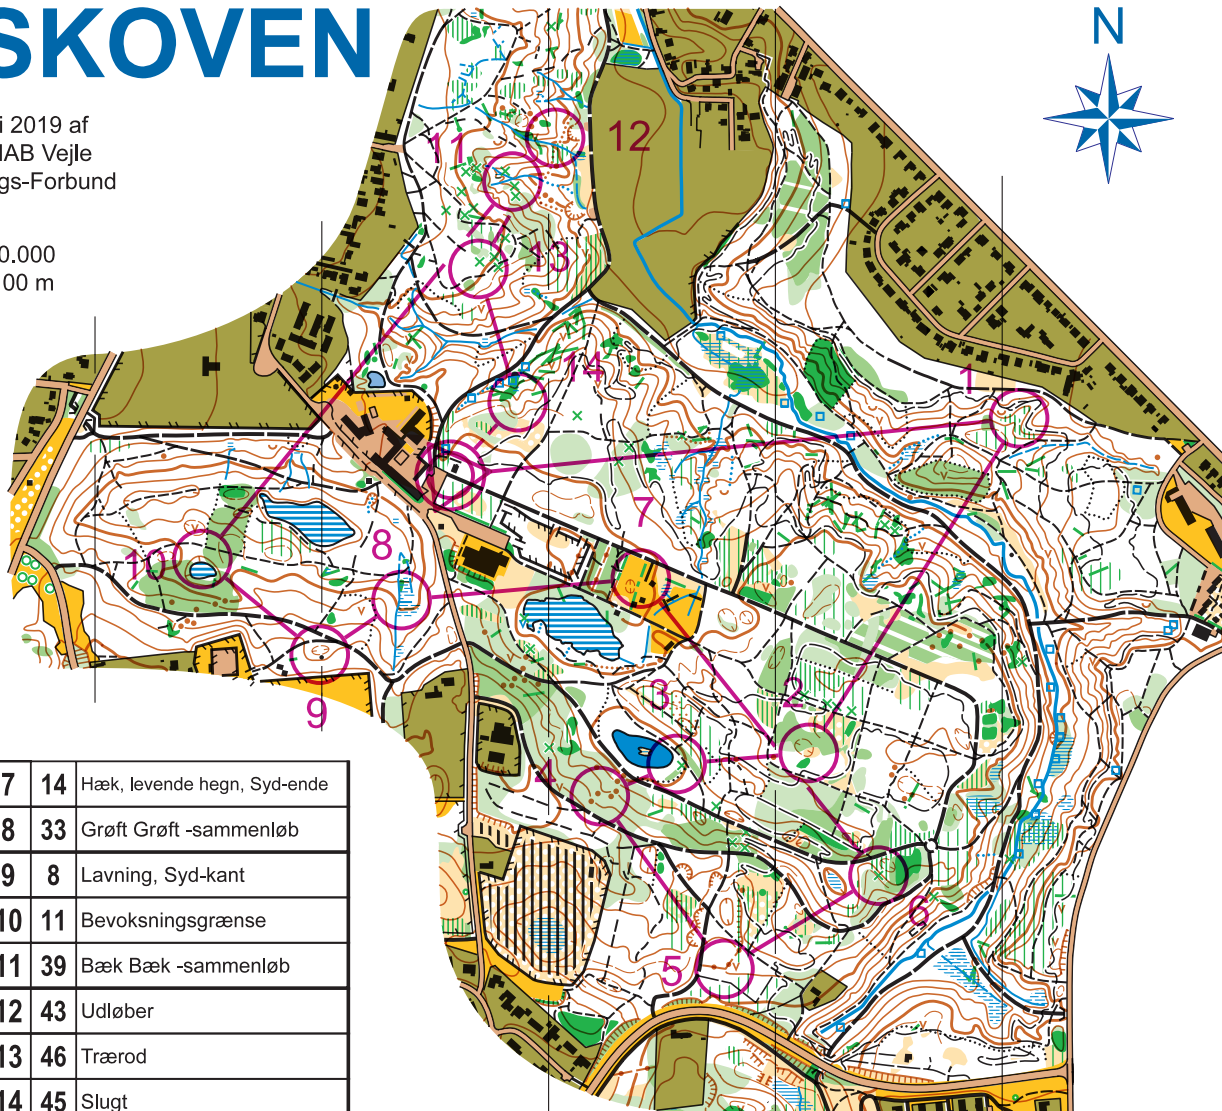 SKOVEN
N
i 2019 af
IAB Vejle
gs-Forbund
0.000
00 m
11
12
13
14
1
7
8
10
9
3
2
4
5
6
7 14 Hæk, levende hegn, Syd-ende
8 33 Grøft Grøft -sammenløb
9 8 Lavning, Syd-kant
10 11 Bevoksningsgrænse
11 39 Bæk Bæk -sammenløb
12 43 Udløber
13 46 Trærod
14 45 Slugt